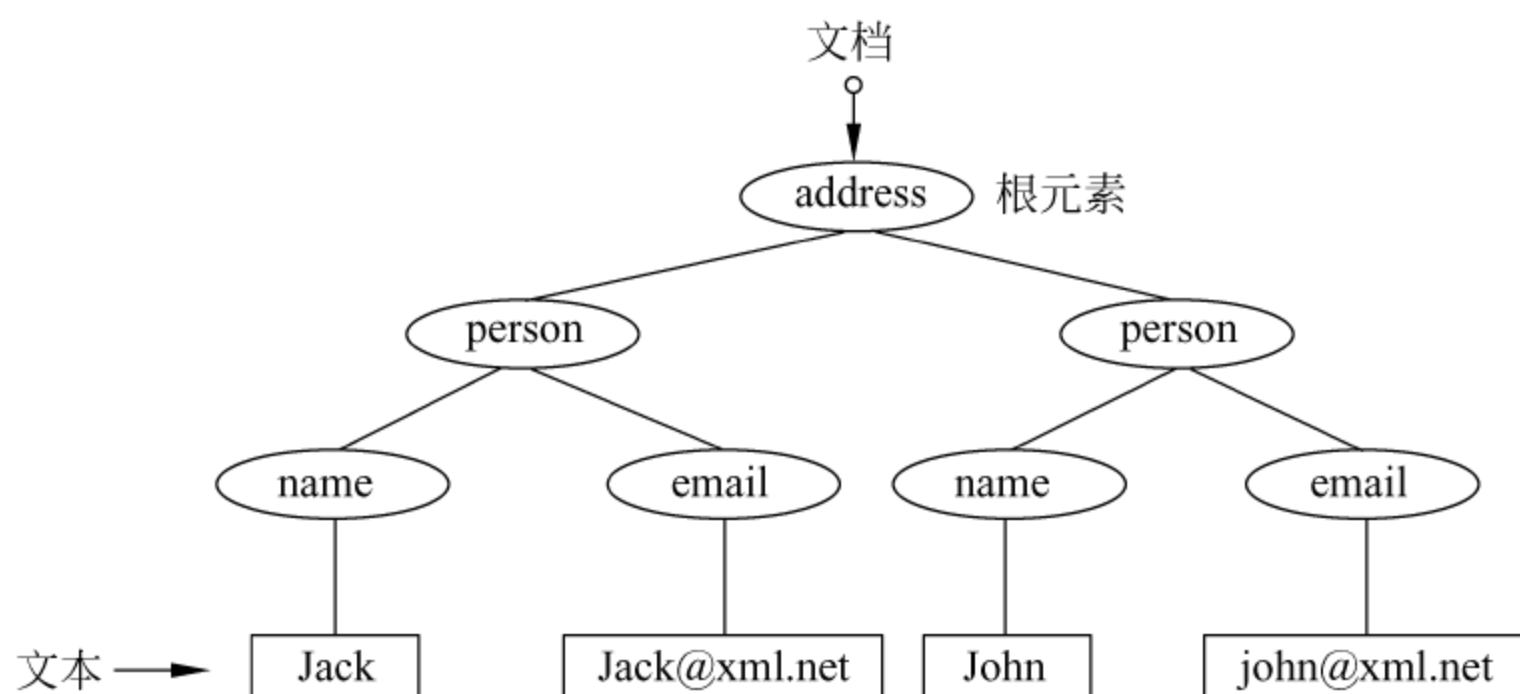 文档
address 根元素
person person
name email name email
文本 Jack Jack@xml.net John john@xml.net